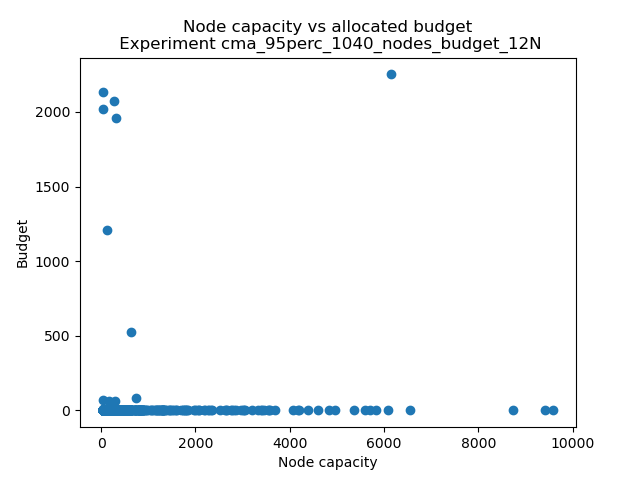 Node capacity vs allocated budget
Experiment cma_95perc_1040_nodes_budget_12N
2000
1500
1000
500
0
Budget
0 2000 4000 6000 8000 10000
Node capacity